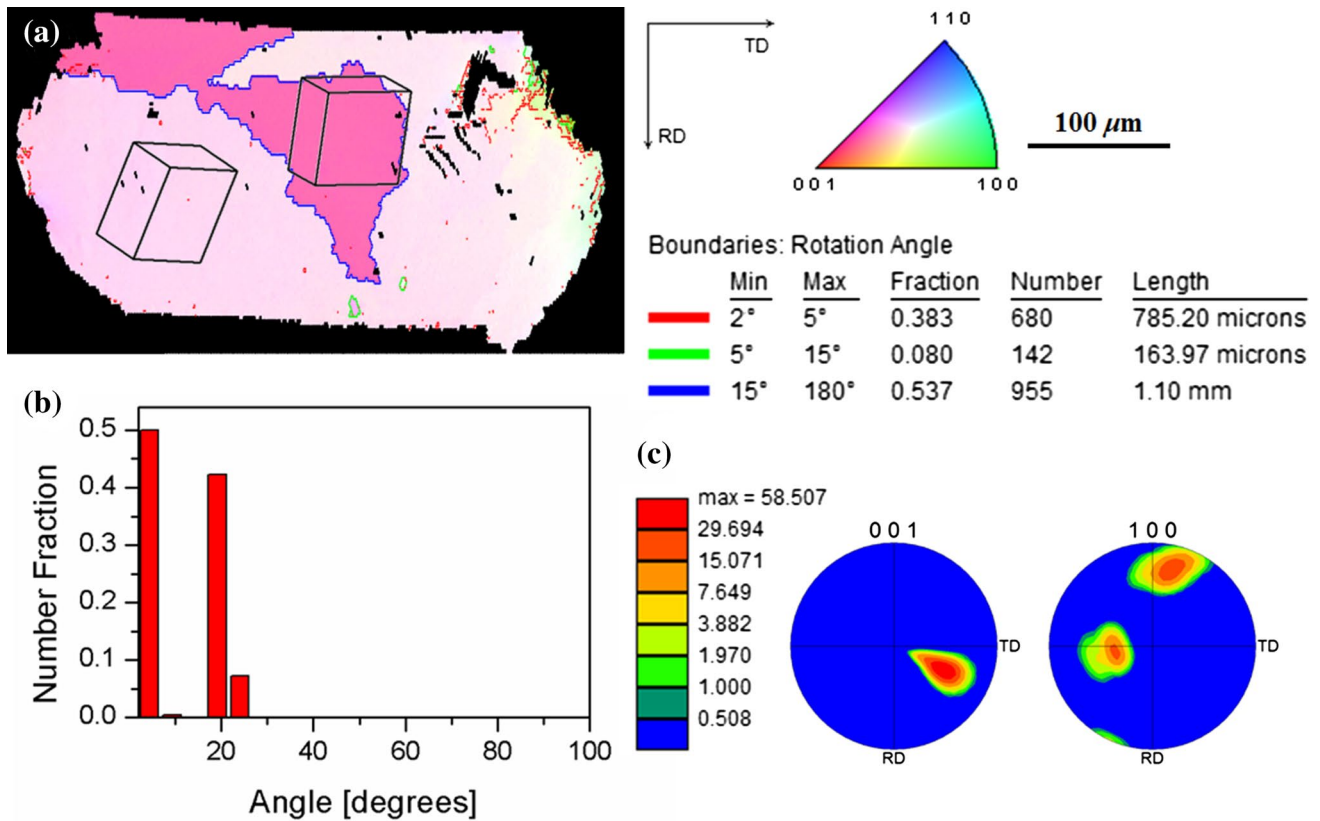 (a)
TD
RD
1 1 0
0 0 1
1 0 0
100 μm
Boundaries: Rotation Angle
Min Max Fraction Number Length
2° 5° 0.383 680 785.20 microns
5° 15° 0.080 142 163.97 microns
15° 180° 0.537 955 1.10 mm
(b)
Number Fraction
0.5
0.4
0.3
0.2
0.1
0.0
20 40 60 80 100
Angle [degrees]
(c)
max = 58.507
29.694
15.071
7.649
3.882
1.970
1.000
0.508
0 0 1
TD
RD
1 0 0
TD
RD